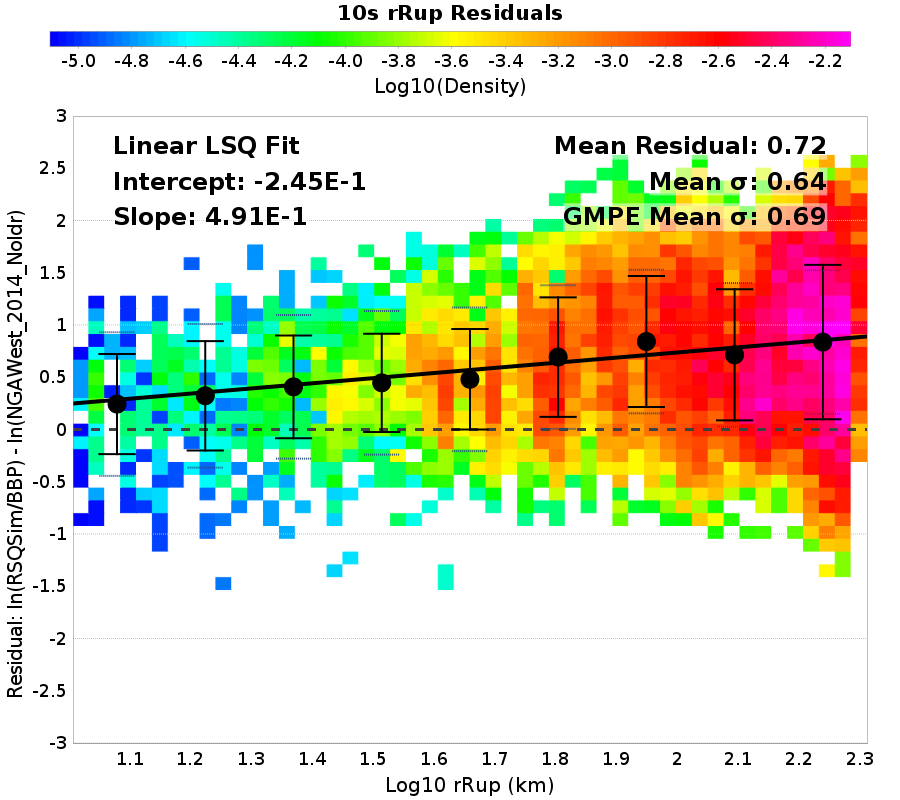 10s rRup Residuals
-5.0 -4.8 -4.6 -4.4 -4.2 -4.0 -3.8 -3.6 -3.4 -3.2 -3.0 -2.8 -2.6 -2.4 -2.2
Log10(Density)
Linear LSQ Fit
Intercept: -2.45E-1
Slope: 4.91E-1
Mean Residual: 0.72
Mean σ: 0.64
GMPE Mean σ: 0.69
Residual: ln(RSQSim/BBP) - ln(NGAWest_2014_NoIdr)
3
2.5
2
1.5
1
0.5
0
-0.5
-1
-1.5
-2
-2.5
-3
1.1 1.2 1.3 1.4 1.5 1.6 1.7 1.8 1.9 2 2.1 2.2 2.3
Log10 rRup (km)